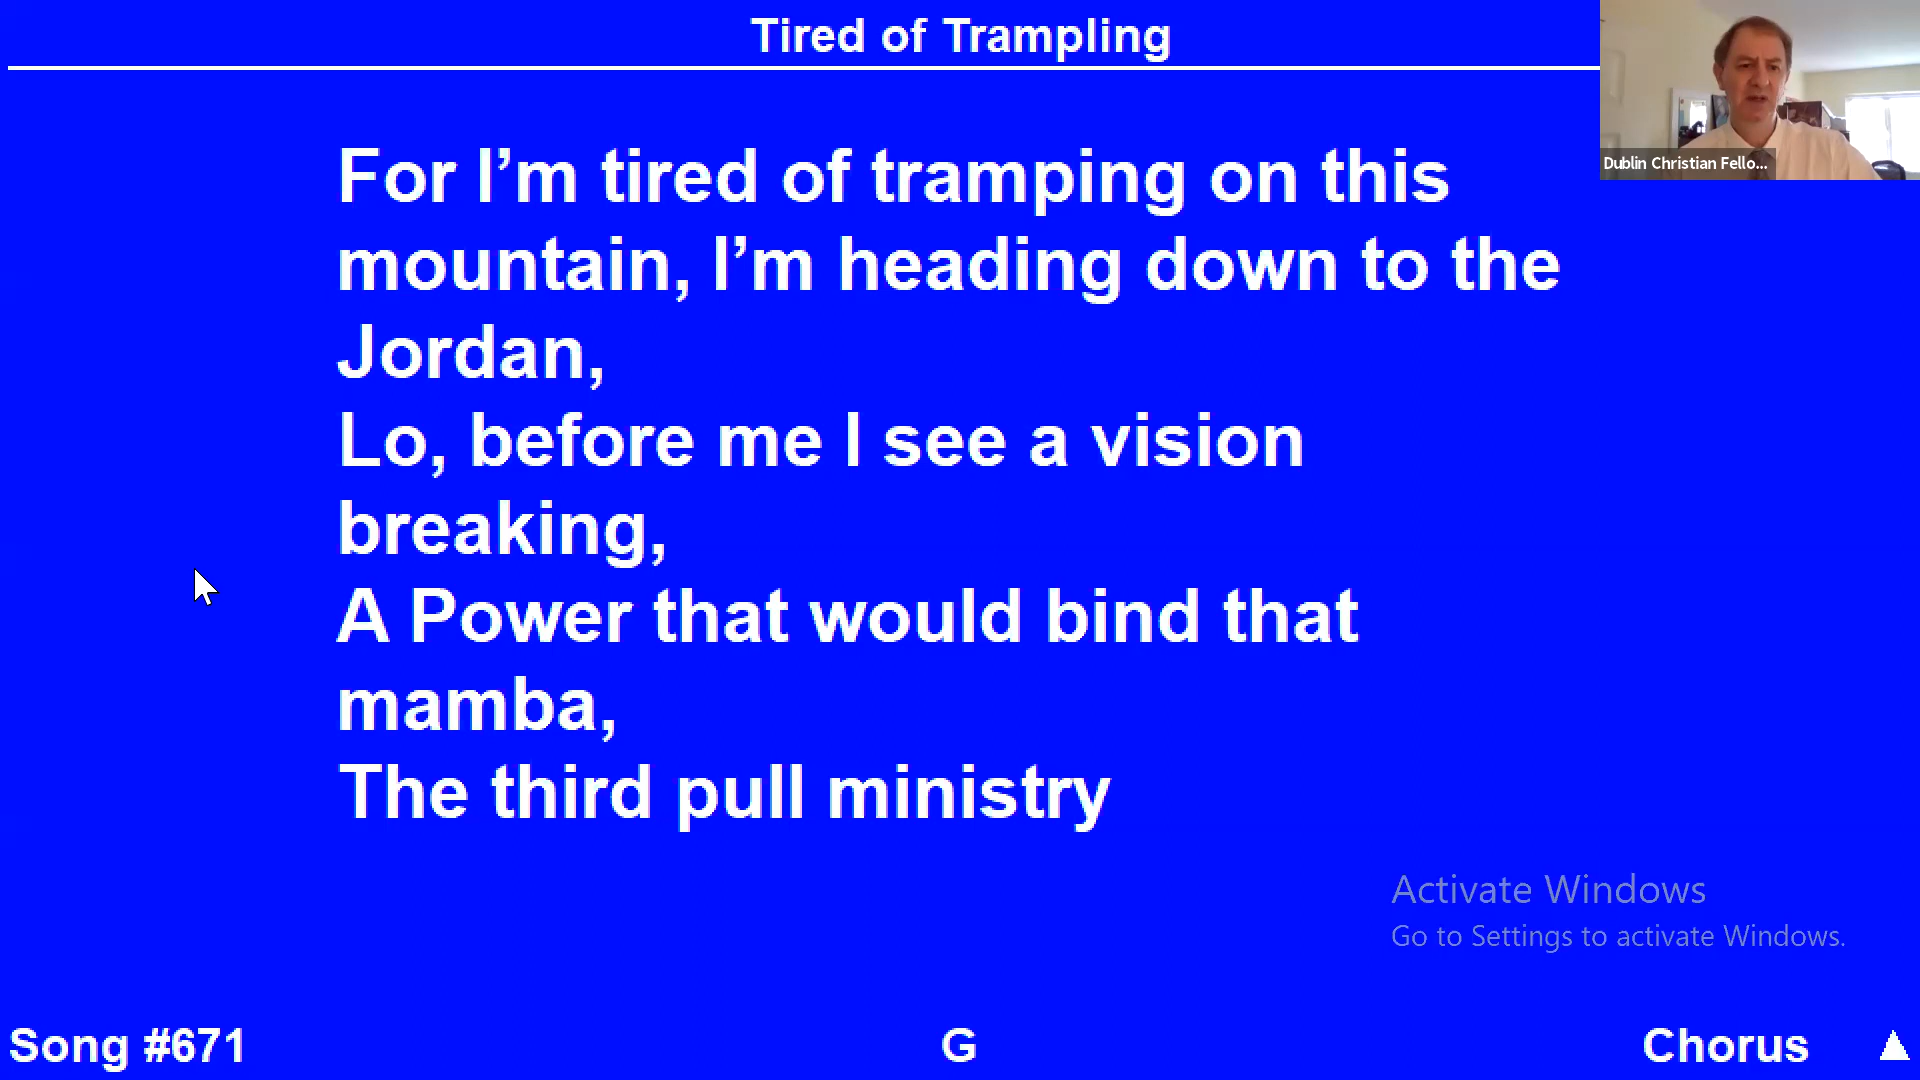 Tired of Trampling
Dublin Christian Fello...
For I’m tired of tramping on this
mountain, I’m heading down to the
Jordan,
Lo, before me I see a vision
breaking,
A Power that would bind that
mamba,
The third pull ministry
Activate Windows
Go to Settings to activate Windows.
Song #671
G
Chorus